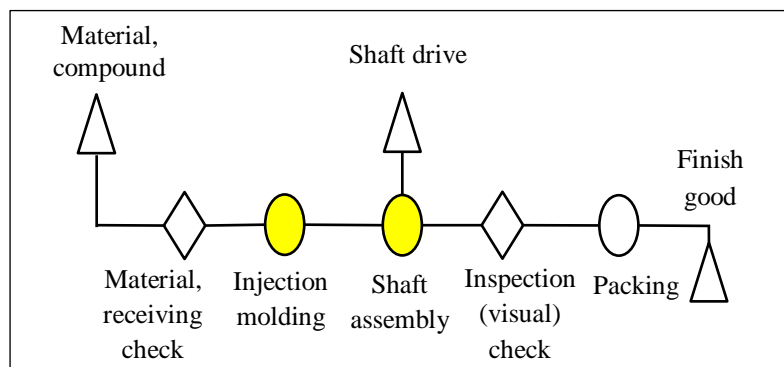 Material,
compound
Shaft drive
Finish
good
Material,
receiving
check
Injection
molding
Shaft
assembly
Inspection
(visual)
check
Packing